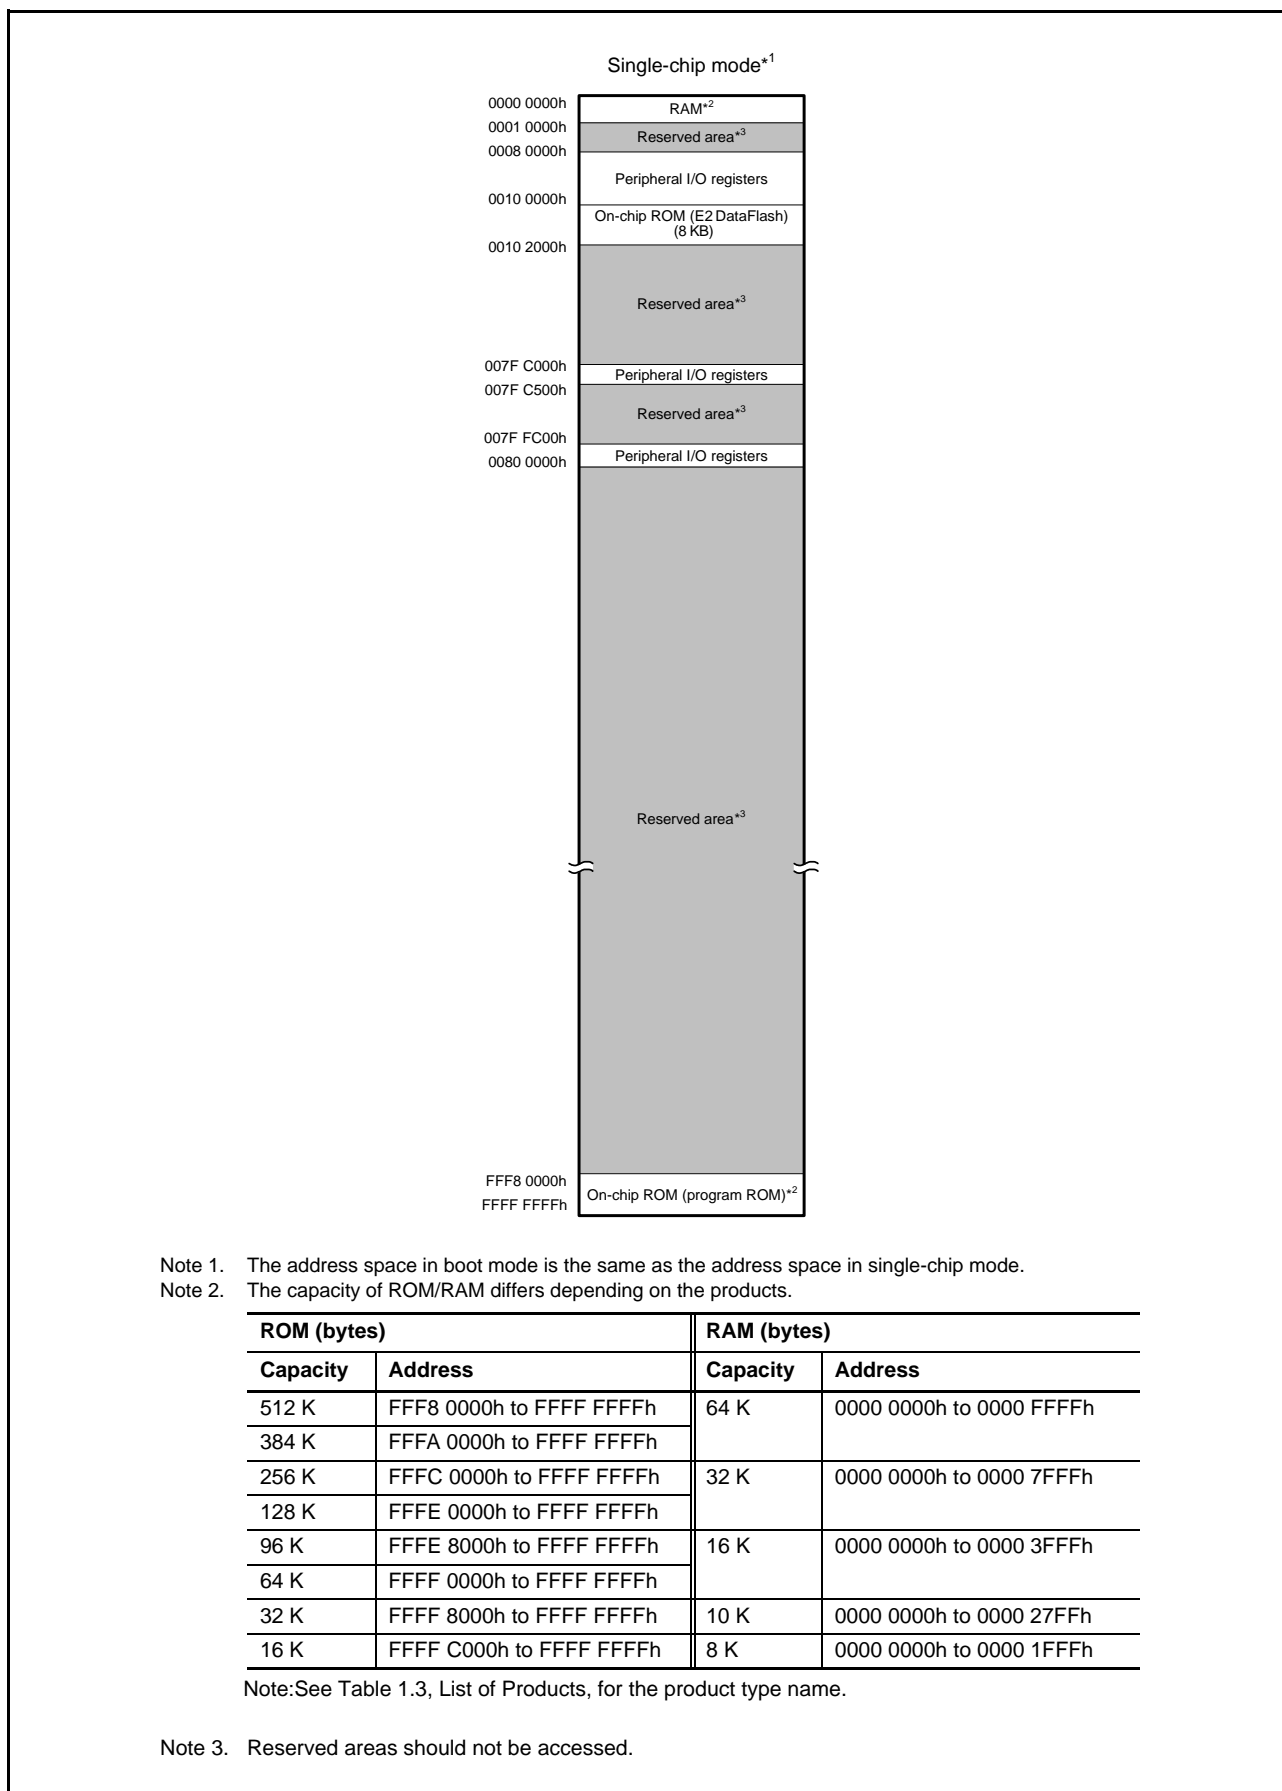 Single-chip mode*1
0000 0000h
RAM*2
0001 0000h
Reserved area*3
0008 0000h
Peripheral I/O registers
0010 0000h
On-chip ROM (E2 DataFlash)
(8 KB)
0010 2000h
Reserved area*3
007F C000h
Peripheral I/O registers
007F C500h
Reserved area*3
007F FC00h
Peripheral I/O registers
0080 0000h
Reserved area*3
FFF8 0000h
On-chip ROM (program ROM)*2
FFFF FFFFh
Note 1. The address space in boot mode is the same as the address space in single-chip mode.
Note 2. The capacity of ROM/RAM differs depending on the products.
ROM (bytes) RAM (bytes)
Capacity Address Capacity Address
512 K FFF8 0000h to FFFF FFFFh 64 K 0000 0000h to 0000 FFFFh
384 K FFFA 0000h to FFFF FFFFh
256 K FFFC 0000h to FFFF FFFFh 32 K 0000 0000h to 0000 7FFFh
128 K FFFE 0000h to FFFF FFFFh
96 K FFFE 8000h to FFFF FFFFh 16 K 0000 0000h to 0000 3FFFh
64 K FFFF 0000h to FFFF FFFFh
32 K FFFF 8000h to FFFF FFFFh 10 K 0000 0000h to 0000 27FFh
16 K FFFF C000h to FFFF FFFFh 8 K 0000 0000h to 0000 1FFFh
Note:See Table 1.3, List of Products, for the product type name.
Note 3. Reserved areas should not be accessed.